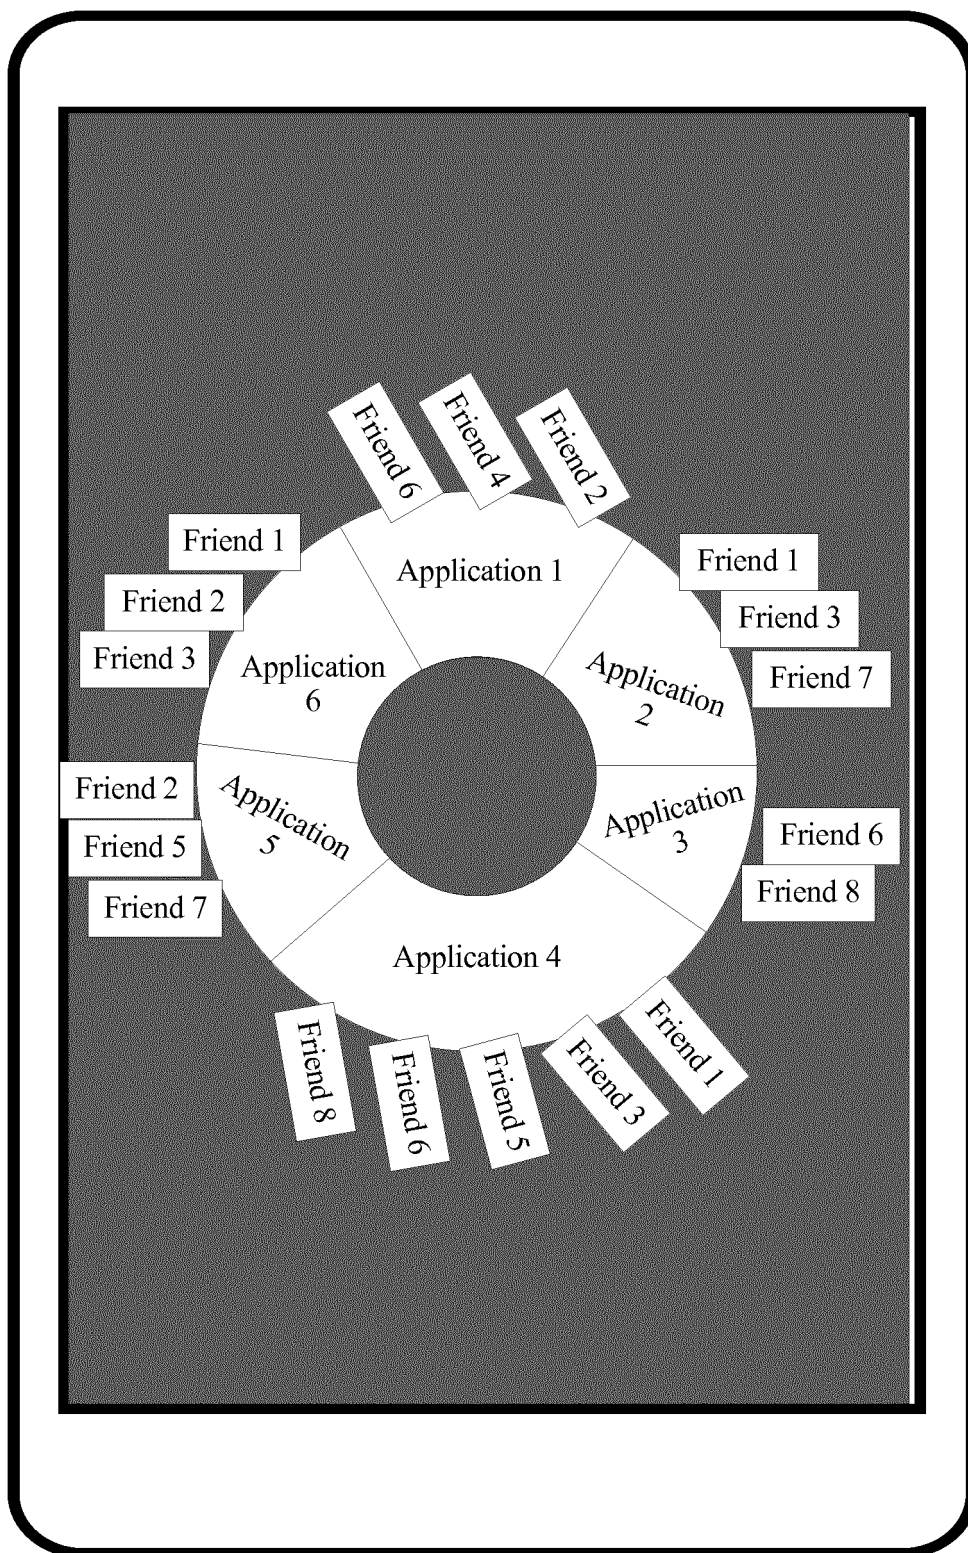 Friend 6
Friend 4
Friend 2
Application 1
Friend 1
Friend 2
Friend 3
Application
6
Friend 1
Friend 3
Friend 7
Application
2
Friend 2
Friend 5
Friend 7
Application
5
Application
3
Friend 6
Friend 8
Application 4
Friend 8
Friend 6
Friend 5
Friend 3
Friend 1